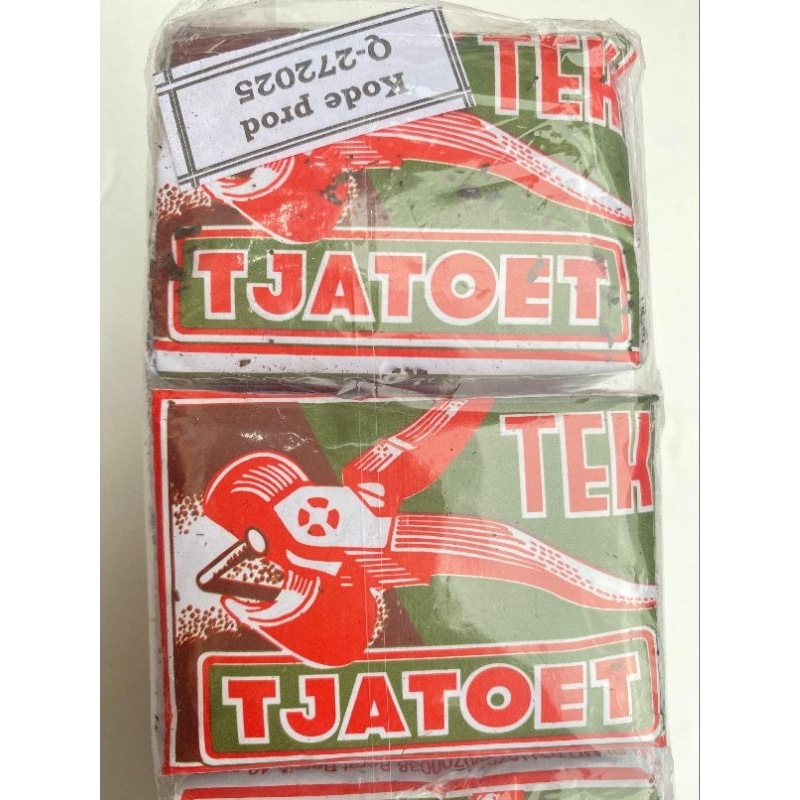 Kode prod
Q-272025
TEK
TJATOET
TEK
TJATOET